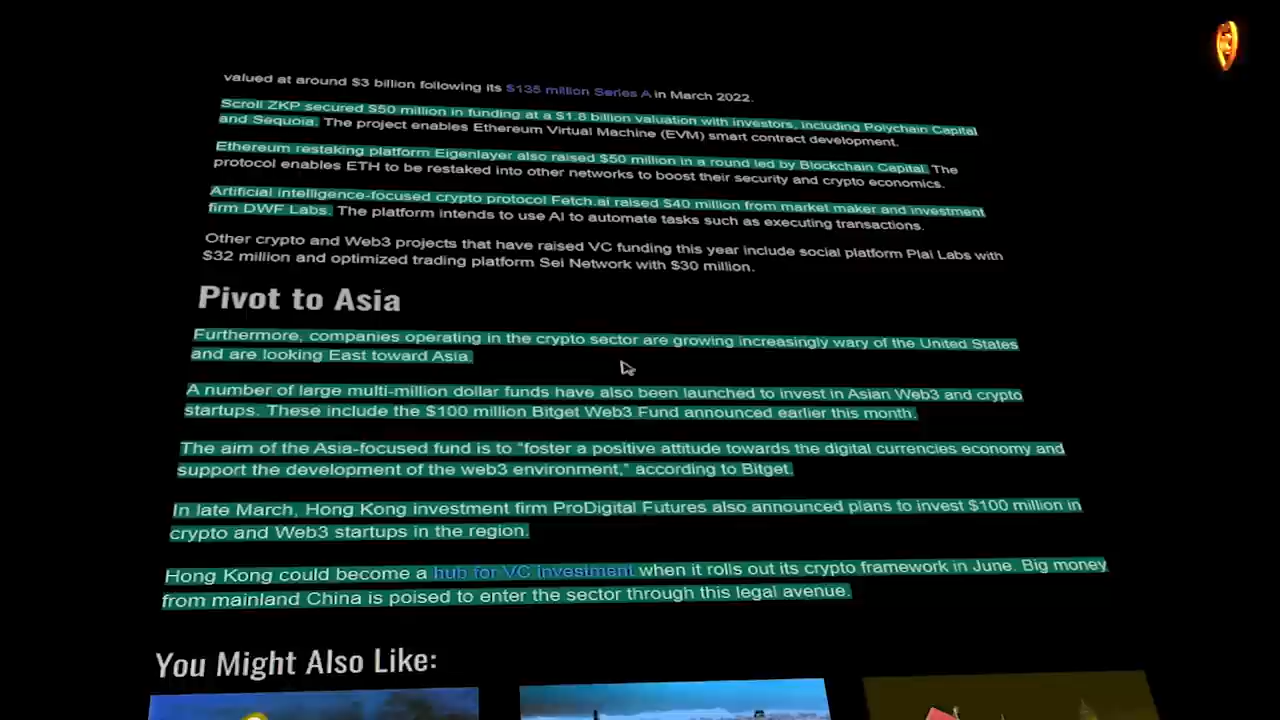 valued at around $3 billion following its $135 million Series A in March 2022.
Scroll ZKP secured $50 million in funding at a $1.8 billion valuation with investors, including Polychain Capital
and Sequoia. The project enables Ethereum Virtual Machine (EVM) smart contract development.
Ethereum restaking platform Eigenlayer also raised $50 million in a round led by Blockchain Capital. The
protocol enables ETH to be restaked into other networks to boost their security and crypto economics.
Artificial intelligence-focused crypto protocol Fetch.ai raised $40 million from market maker and investment
firm DWF Labs. The platform intends to use AI to automate tasks such as executing transactions.
Other crypto and Web3 projects that have raised VC funding this year include social platform Plai Labs with
$32 million and optimized trading platform Sei Network with $30 million.
Pivot to Asia
Furthermore, companies operating in the crypto sector are growing increasingly wary of the United States
and are looking East toward Asia.
A number of large multi-million dollar funds have also been launched to invest in Asian Web3 and crypto
startups. These include the $100 million Bitget Web3 Fund announced earlier this month.
The aim of the Asia-focused fund is to "foster a positive attitude towards the digital currencies economy and
support the development of the web3 environment," according to Bitget.
In late March, Hong Kong investment firm ProDigital Futures also announced plans to invest $100 million in
crypto and Web3 startups in the region.
Hong Kong could become a hub for VC investment when it rolls out its crypto framework in June. Big money
from mainland China is poised to enter the sector through this legal avenue.
You Might Also Like: